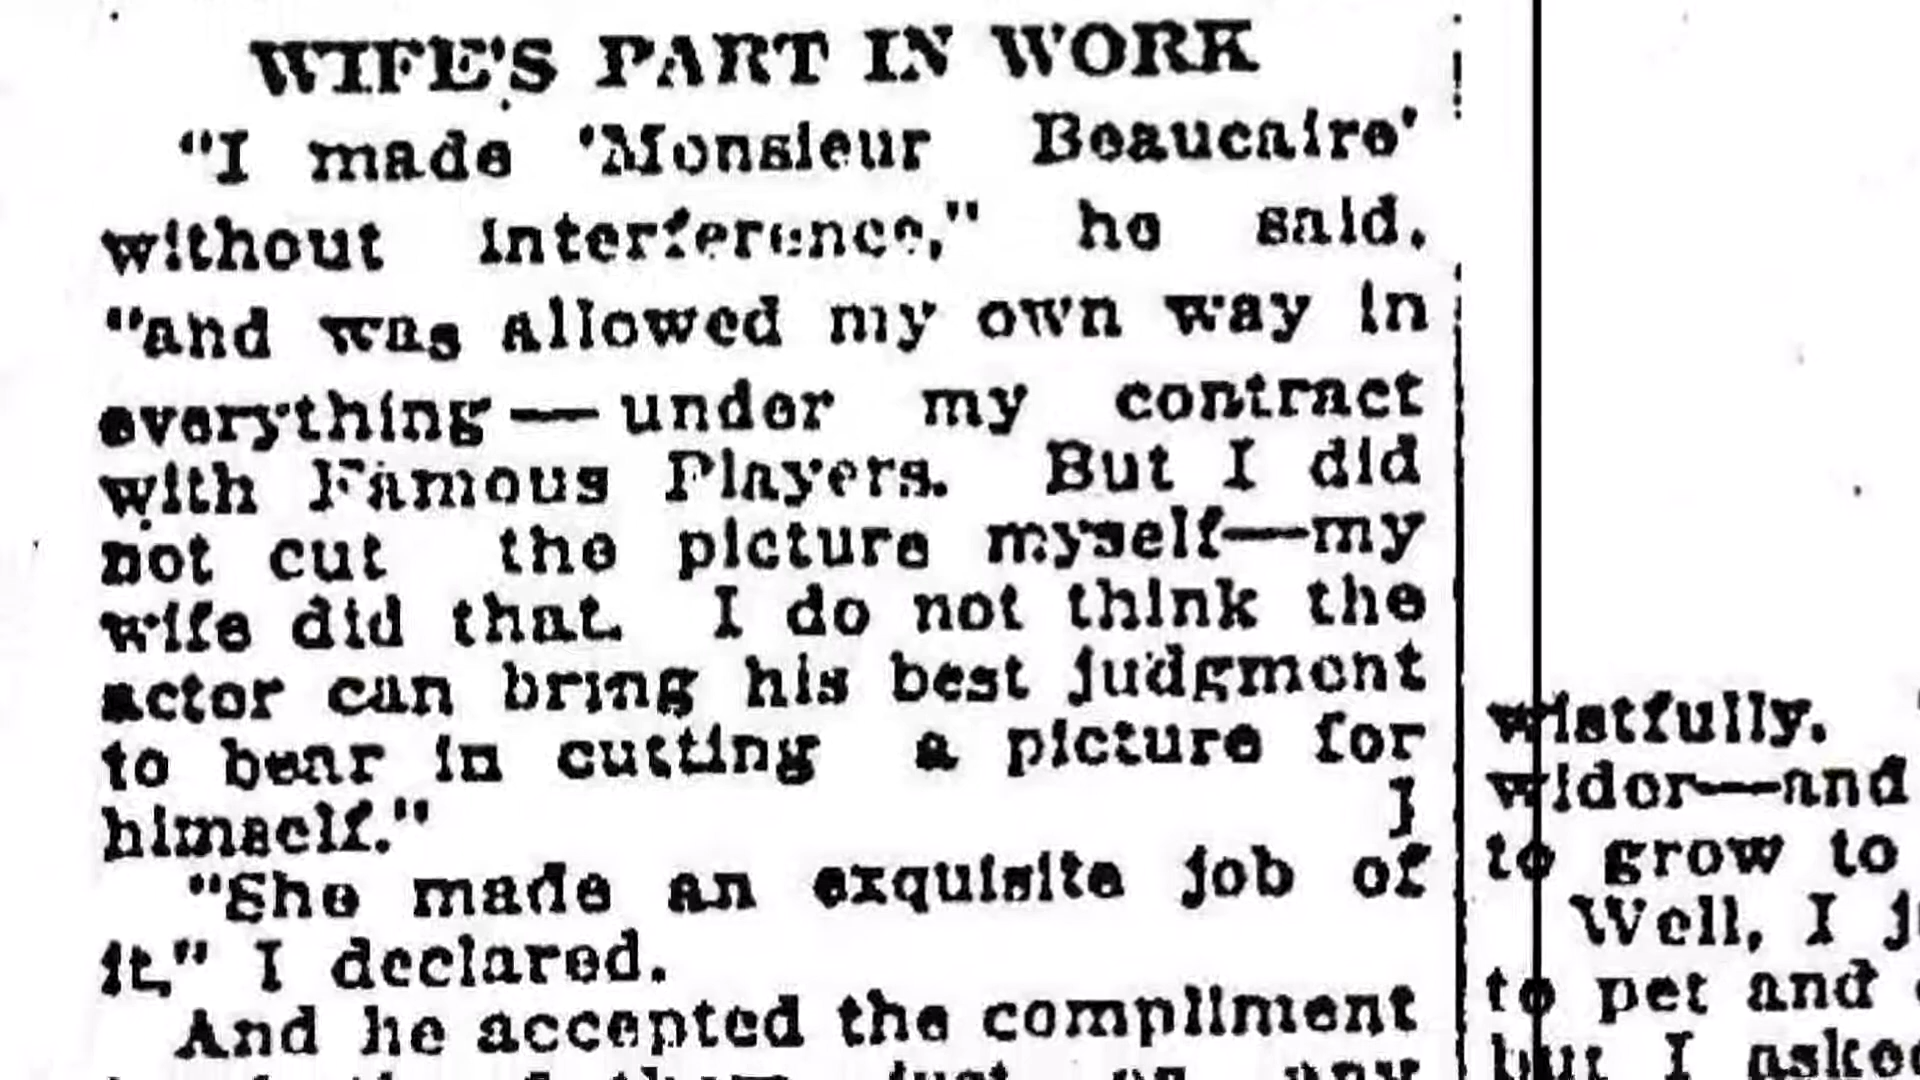 WIFE'S PART IN WORK
"I made 'Monsieur Beaucaire'
without interference," he said.
"and was allowed my own way in
everything — under my contract
with Famous Players. But I did
not cut the picture myself—my
wife did that. I do not think the
actor can bring his best judgment
to bear in cutting a picture for
himself."
"She made an exquisite job of
it," I declared.
And he accepted the compliment
just as any
wistfully.
widor—and
to grow to
Well, I
to pet and
but I asked